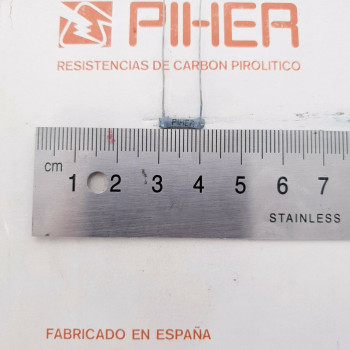 PIHER
RESISTENCIAS DE CARBON PIROLITICO
PIHER
cm 1 2 3 4 5 6 7
STAINLESS
FABRICADO EN ESPAÑA